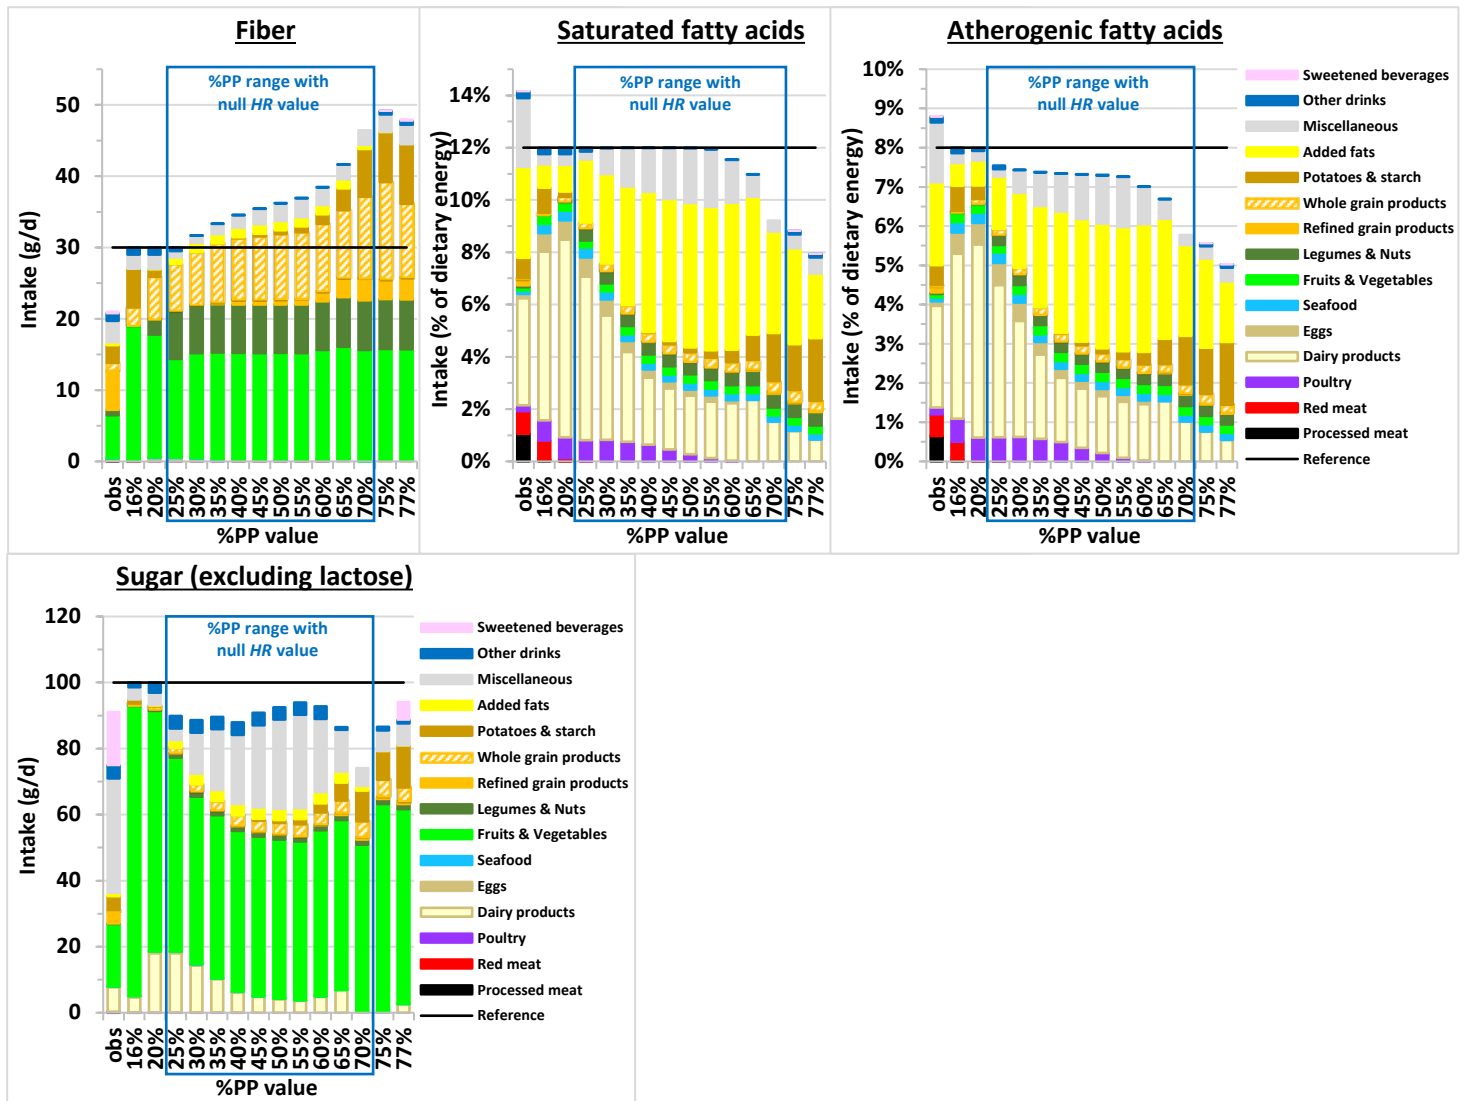 Fiber
%PP range with
null HR value
Intake (g/d)
50
40
30
20
10
0
obs
16%
20%
25%
30%
35%
40%
45%
50%
55%
60%
65%
70%
75%
77%
%PP value
Saturated fatty acids
%PP range with
null HR value
Intake (% of dietary energy)
14%
12%
10%
8%
6%
4%
2%
0%
obs
16%
20%
25%
30%
35%
40%
45%
50%
55%
60%
65%
70%
75%
77%
%PP value
Atherogenic fatty acids
%PP range with
null HR value
Intake (% of dietary energy)
10%
9%
8%
7%
6%
5%
4%
3%
2%
1%
0%
obs
16%
20%
25%
30%
35%
40%
45%
50%
55%
60%
65%
70%
75%
77%
%PP value
Sweetened beverages
Other drinks
Miscellaneous
Added fats
Potatoes & starch
Whole grain products
Refined grain products
Legumes & Nuts
Fruits & Vegetables
Seafood
Eggs
Dairy products
Poultry
Red meat
Processed meat
Reference
Sugar (excluding lactose)
%PP range with
null HR value
Intake (g/d)
120
100
80
60
40
20
0
obs
16%
20%
25%
30%
35%
40%
45%
50%
55%
60%
65%
70%
75%
77%
%PP value
Sweetened beverages
Other drinks
Miscellaneous
Added fats
Potatoes & starch
Whole grain products
Refined grain products
Legumes & Nuts
Fruits & Vegetables
Seafood
Eggs
Dairy products
Poultry
Red meat
Processed meat
Reference